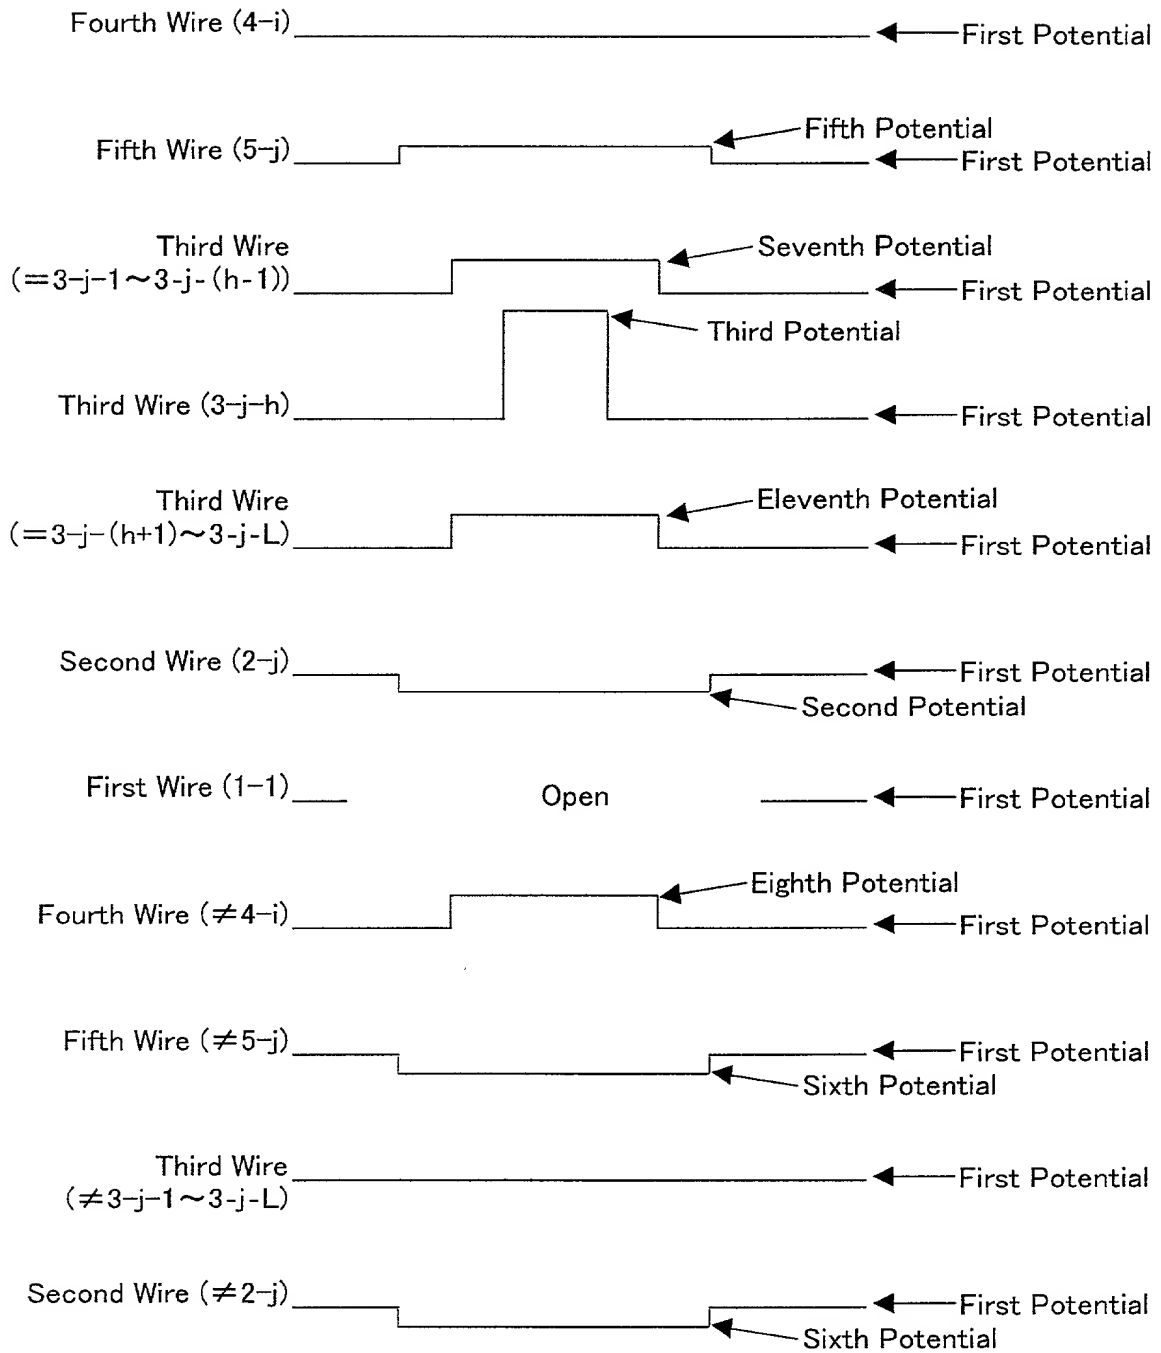 Fourth Wire (4-i)
First Potential
Fifth Potential
Fifth Wire (5-j)
First Potential
Third Wire
(=3-j-1~3-j-(h-1))
Seventh Potential
First Potential
Third Potential
Third Wire (3-j-h)
First Potential
Third Wire
(=3-j-(h+1)~3-j-L)
Eleventh Potential
First Potential
Second Wire (2-j)
First Potential
Second Potential
First Wire (1-1)
Open
First Potential
Eighth Potential
Fourth Wire (≠4-i)
First Potential
Fifth Wire (≠5-j)
First Potential
Sixth Potential
Third Wire
(≠3-j-1~3-j-L)
First Potential
Second Wire (≠2-j)
First Potential
Sixth Potential